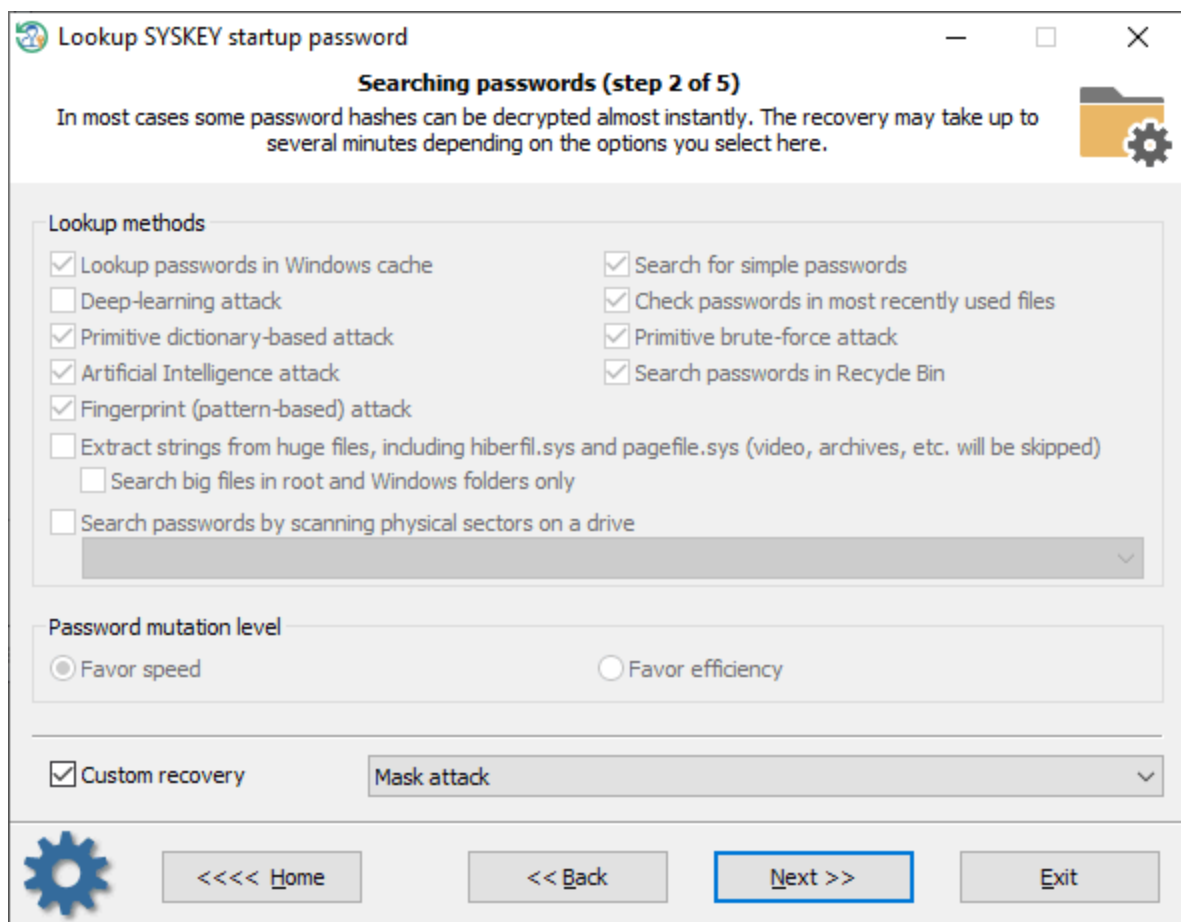 Lookup SYSKEY startup password
Searching passwords (step 2 of 5)
In most cases some password hashes can be decrypted almost instantly. The recovery may take up to
several minutes depending on the options you select here.
Lookup methods
Lookup passwords in Windows cache
Search for simple passwords
Deep-learning attack
Check passwords in most recently used files
Primitive dictionary-based attack
Primitive brute-force attack
Artificial Intelligence attack
Search passwords in Recycle Bin
Fingerprint (pattern-based) attack
Extract strings from huge files, including hiberfil.sys and pagefile.sys (video, archives, etc. will be skipped)
Search big files in root and Windows folders only
Search passwords by scanning physical sectors on a drive
Password mutation level
Favor speed
Favor efficiency
Custom recovery
Mask attack
<<<< Home
<< Back
Next >>
Exit